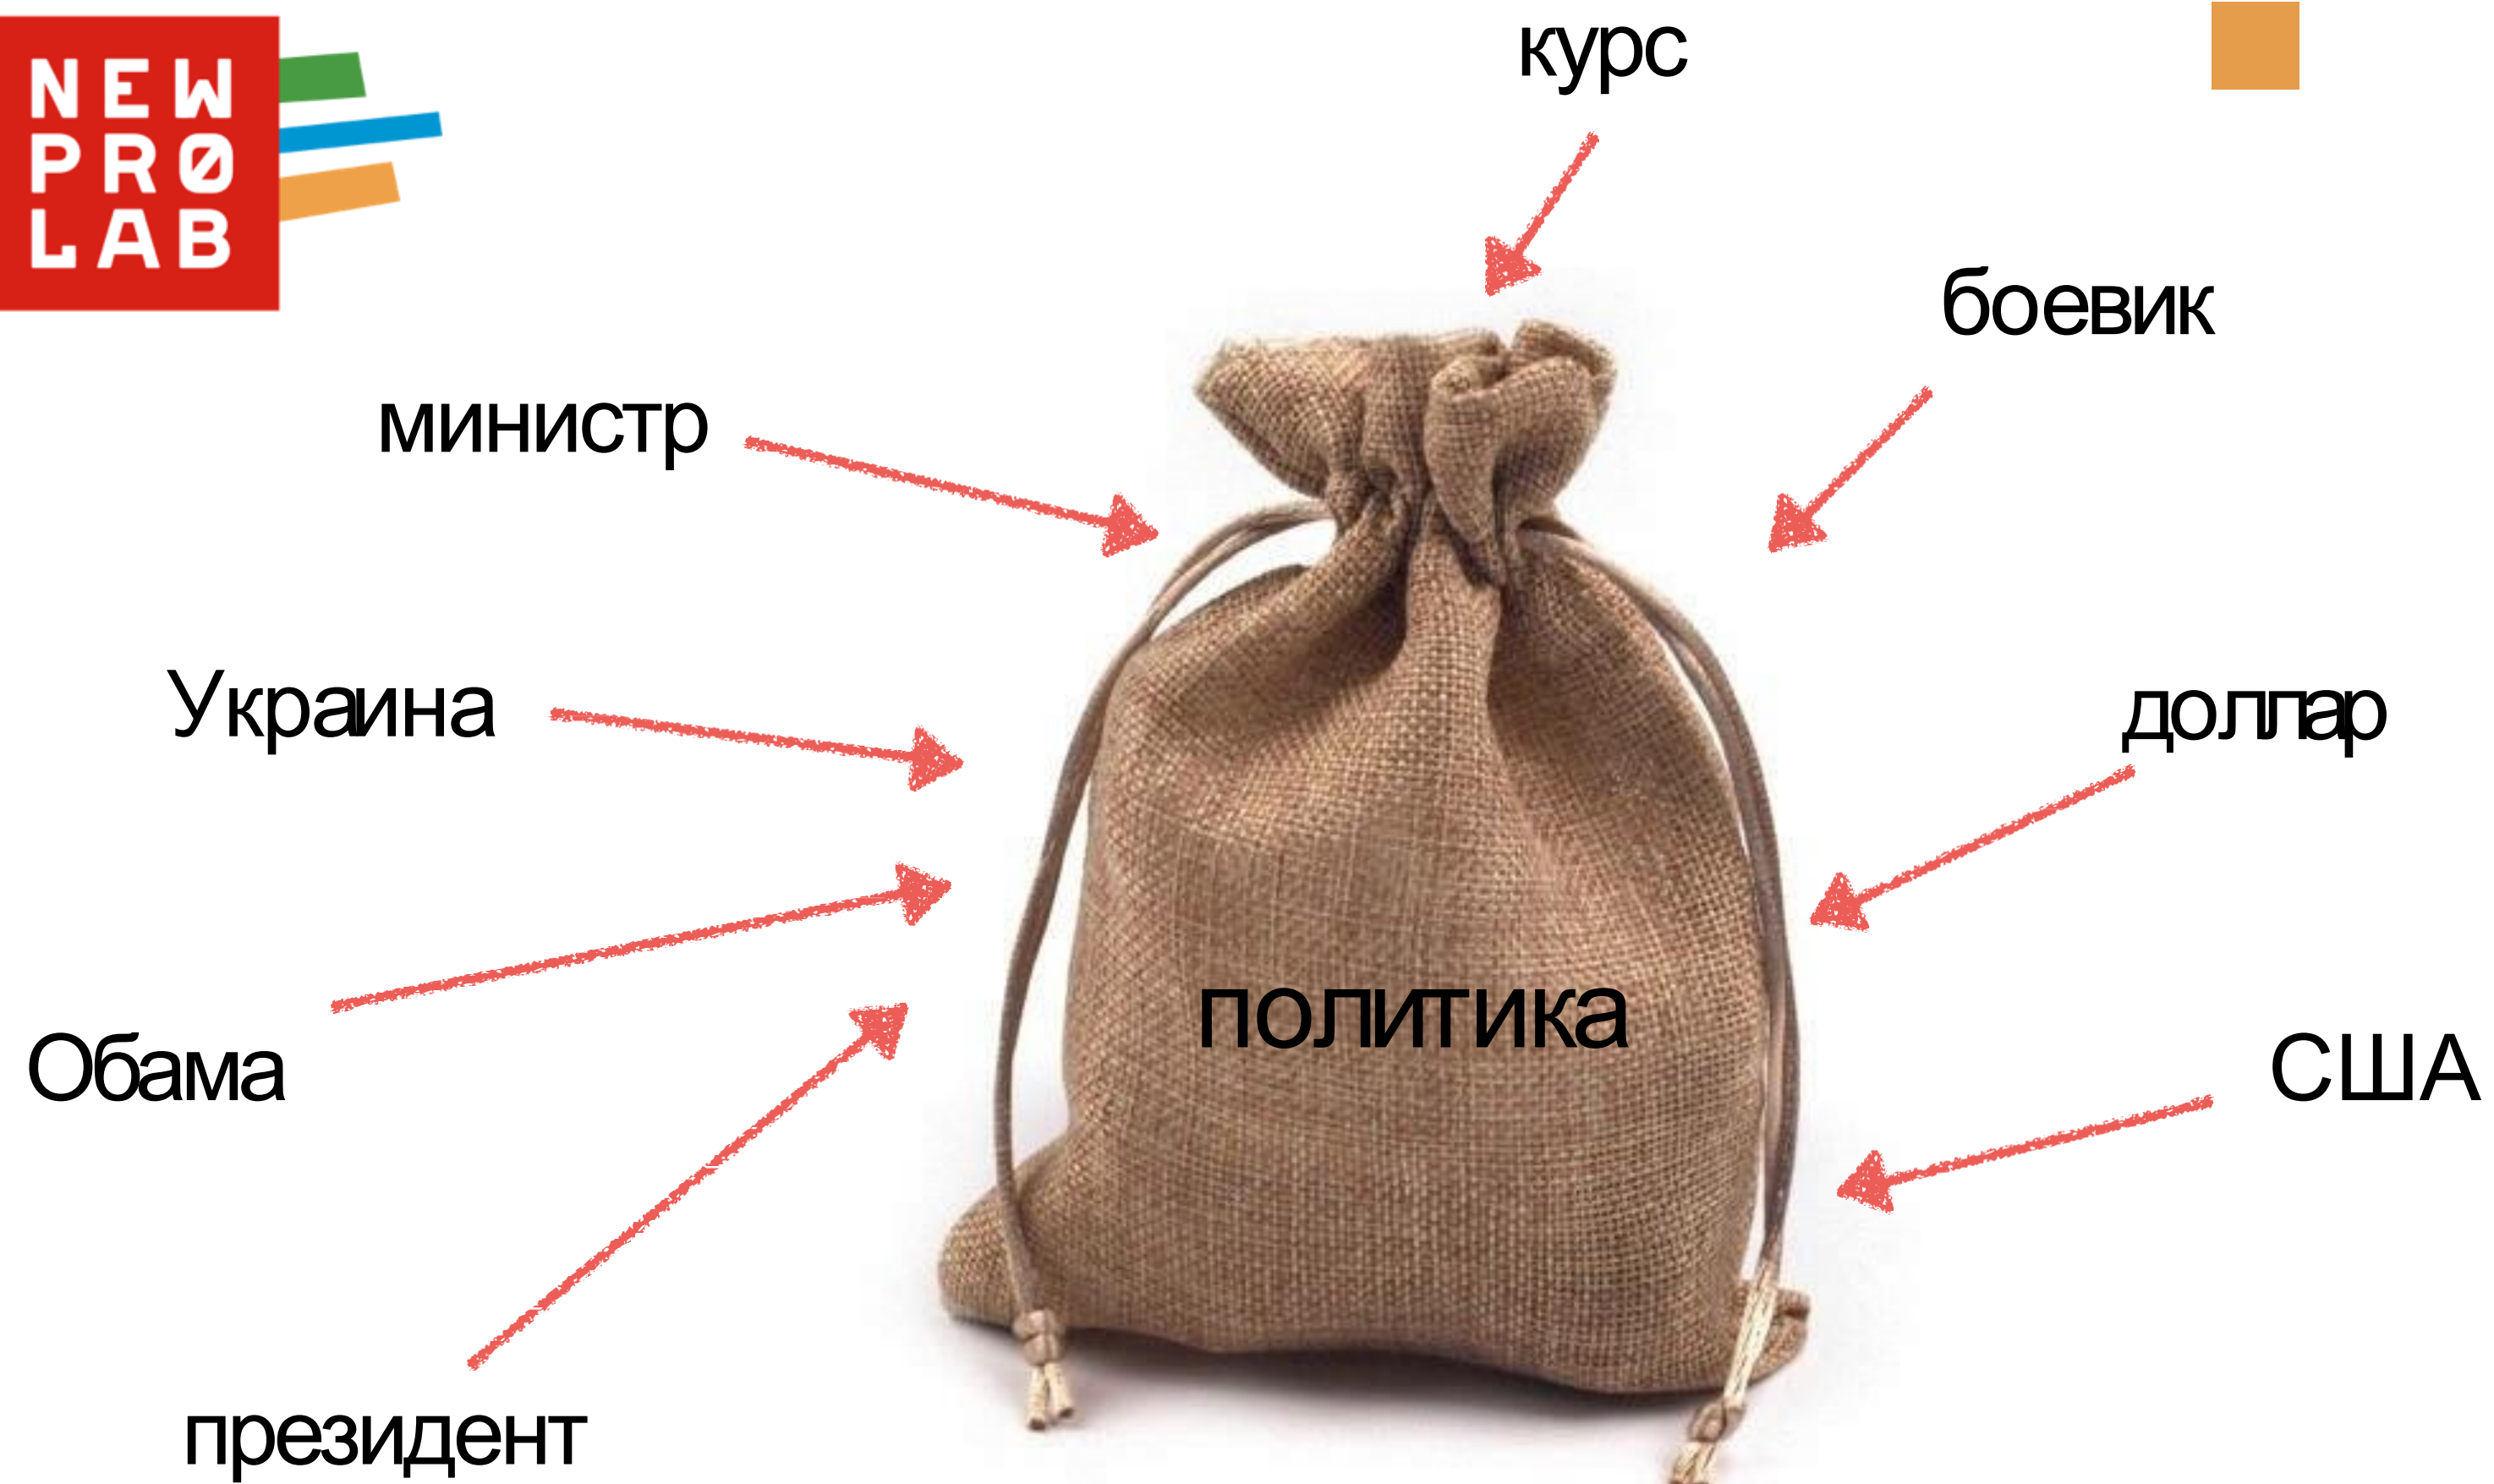 NEW
PRØ
LAB
курс
боевик
министр
Украина
доллар
политика
Обама
США
президент